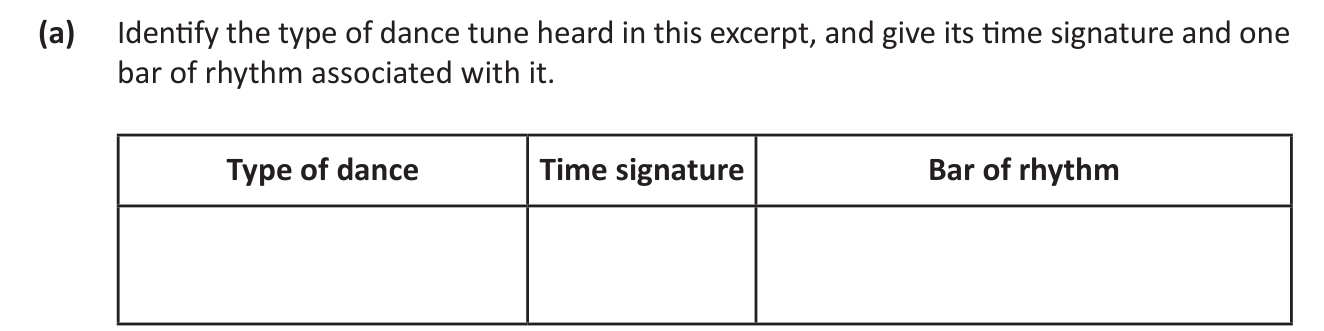 (a) Identify the type of dance tune heard in this excerpt, and give its time signature and one
bar of rhythm associated with it.
Type of dance Time signature Bar of rhythm